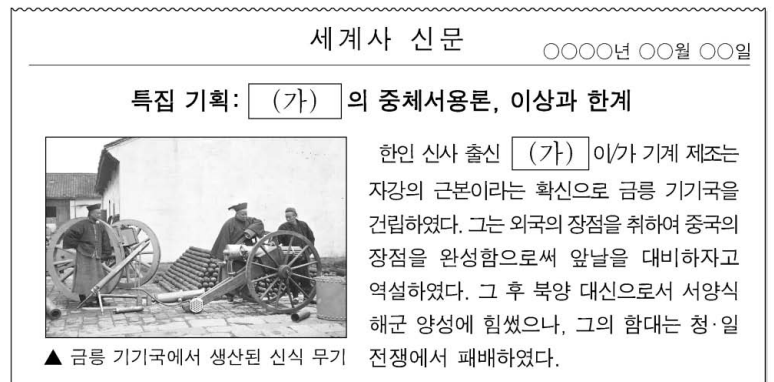 세계사 신문
○○○○년 ○○월 ○○일
특집 기획: (가) 의 중체서용론, 이상과 한계
한인 신사 출신 (가) 이/가 기계 제조는
자강의 근본이라는 확신으로 금릉 기기국을
건립하였다. 그는 외국의 장점을 취하여 중국의
장점을 완성함으로써 앞날을 대비하자고
역설하였다. 그 후 북양 대신으로서 서양식
해군 양성에 힘썼으나, 그의 함대는 청·일
전쟁에서 패배하였다.
▲ 금릉 기기국에서 생산된 신식 무기